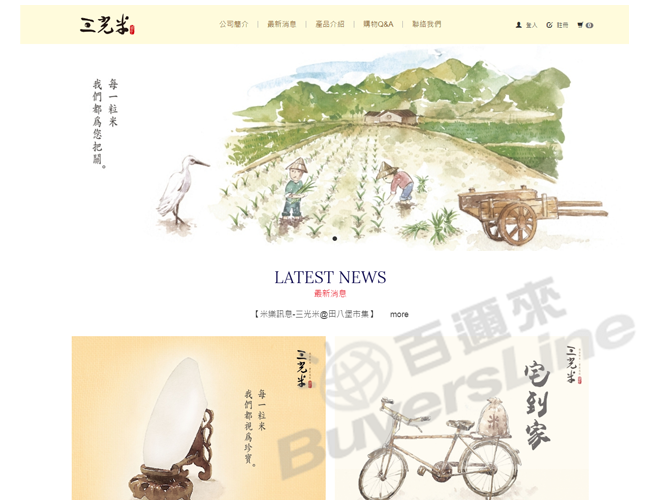 三光米
公司簡介 | 最新消息 | 產品介紹 | 購物Q&A | 聯絡我們
登入 註冊 0
每一粒米
我們都為您把關。
LATEST NEWS
最新消息
【米樂訊息-三光米@田八堡市集】 more
百通來
BuyersLine
三光米
每一粒米
我們都視為珍寶。
三光米
宅到家
米